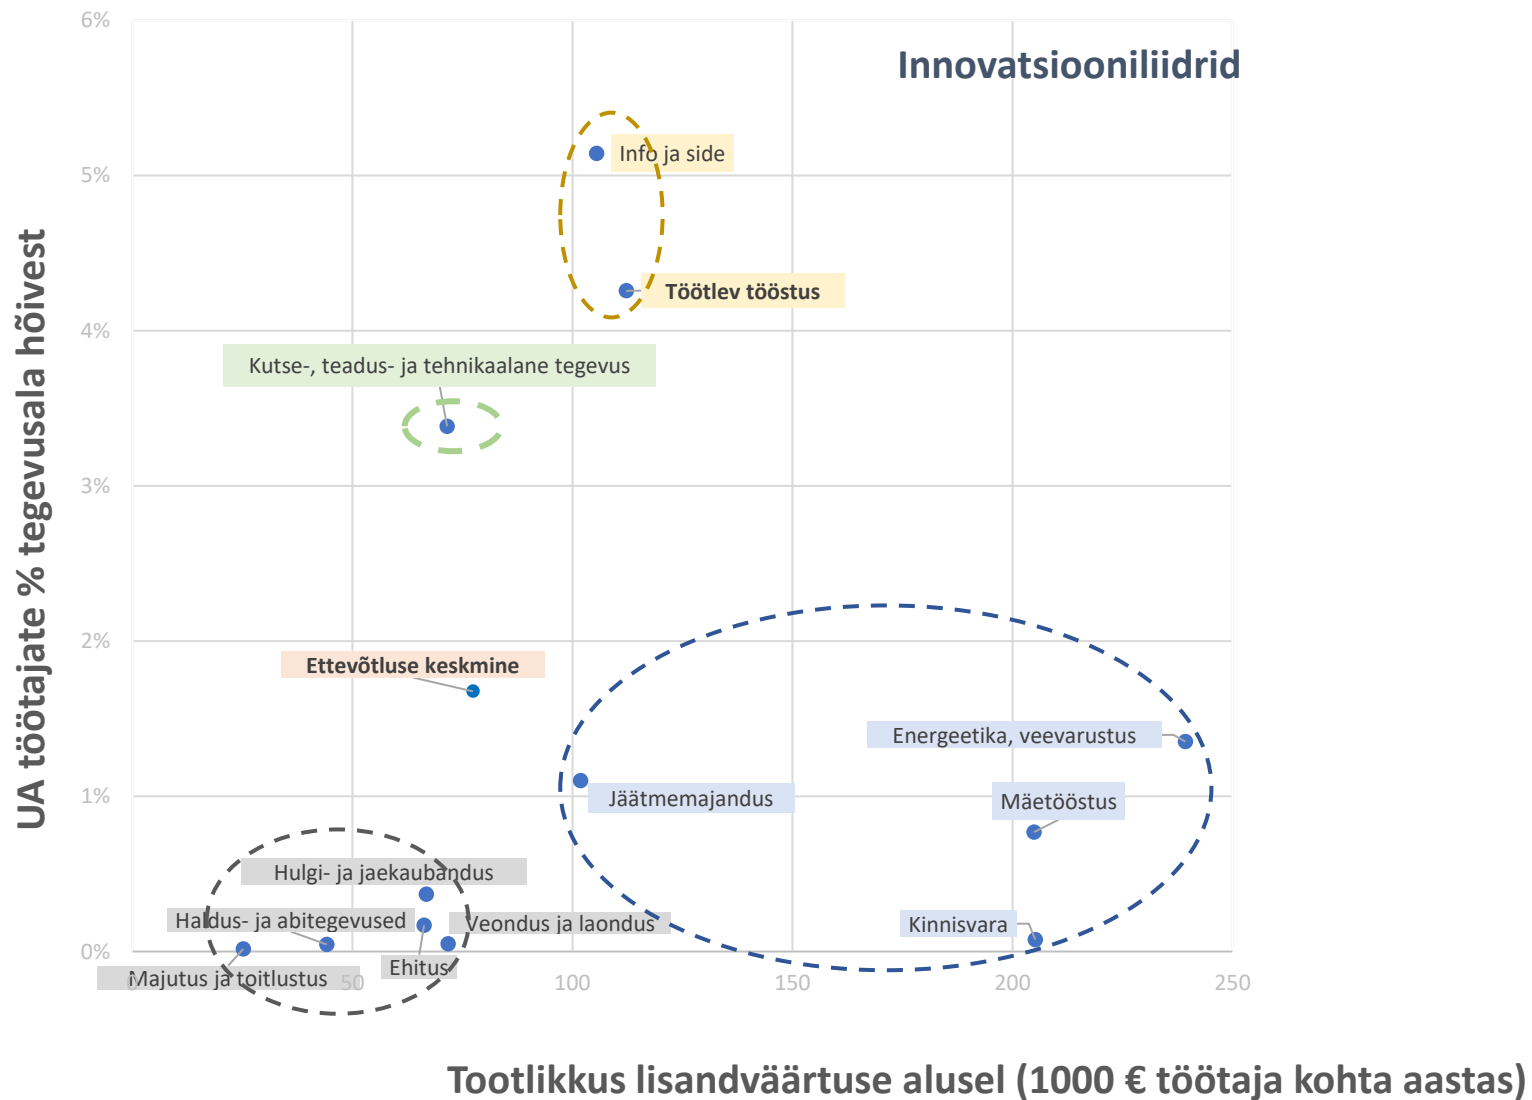 6%
Innovatsiooniliidrid
Info ja side
5%
Töötlev tööstus
4%
Kutse-, teadus- ja tehnikaalane tegevus
3%
UA töötajate % tegevusala hõivest
2%
Ettevõtluse keskmine
Energeetika, veevarustus
1%
Jäätmemajandus
Mäetööstus
Hulgi- ja jaekaubandus
Haldus- ja abitegevused
Veondus ja laondus
Kinnisvara
0%
Ehitus
Majutus ja toitlustus
0
50
100
150
200
250
Tootlikkus lisandväärtuse alusel (1000 € töötaja kohta aastas)